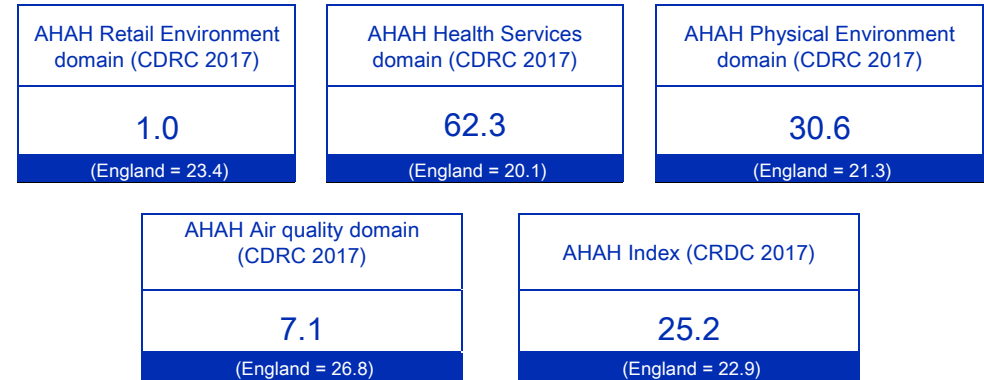 AHAH Retail Environment
domain (CDRC 2017)
1.0
(England = 23.4)
AHAH Health Services
domain (CDRC 2017)
62.3
(England = 20.1)
AHAH Physical Environment
domain (CDRC 2017)
30.6
(England = 21.3)
AHAH Air quality domain
(CDRC 2017)
7.1
(England = 26.8)
AHAH Index (CRDC 2017)
25.2
(England = 22.9)